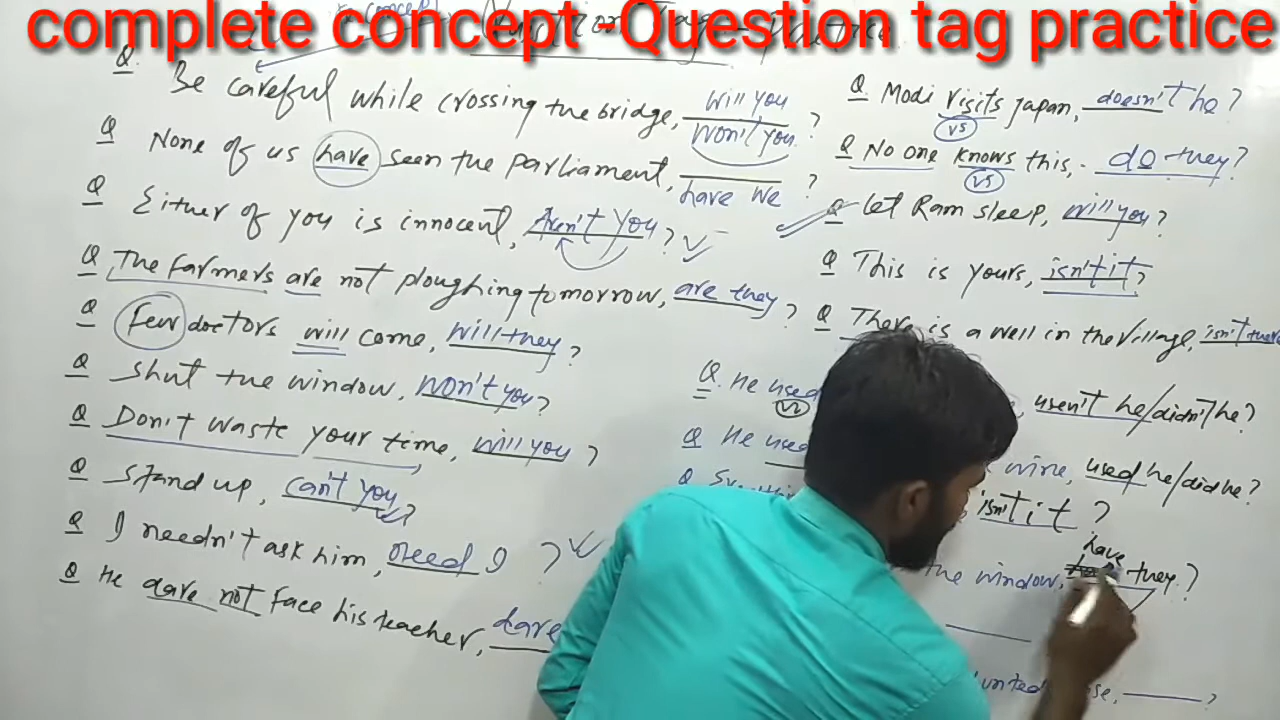 complete concept -Question tag practice
Q Be careful while crossing the bridge, will you / won't you ?
Q None of us have seen the parliament, have we ?
Q Either of you is innocent, Aren't you ?
Q The farmers are not ploughing tomorrow, are they ?
Q Few doctors will come, will they ?
Q Shut the window, won't you ?
Q Don't waste your time, will you ?
Q Stand up, can't you ?
Q I needn't ask him, need I ?
Q He dare not face his teacher, dare
Q Modi visits Japan, doesn't he ?
(v5)
Q No one knows this, - do they ?
(v5)
Q Let Ram sleep, will you ?
Q This is yours, isn't it ?
Q There is a well in the village, isn't there
Q. He used , usen't he/didn't he ?
(v2)
Q He used wine, used he/did he ?
Q isn't it ?
the window, have they ?
united ?